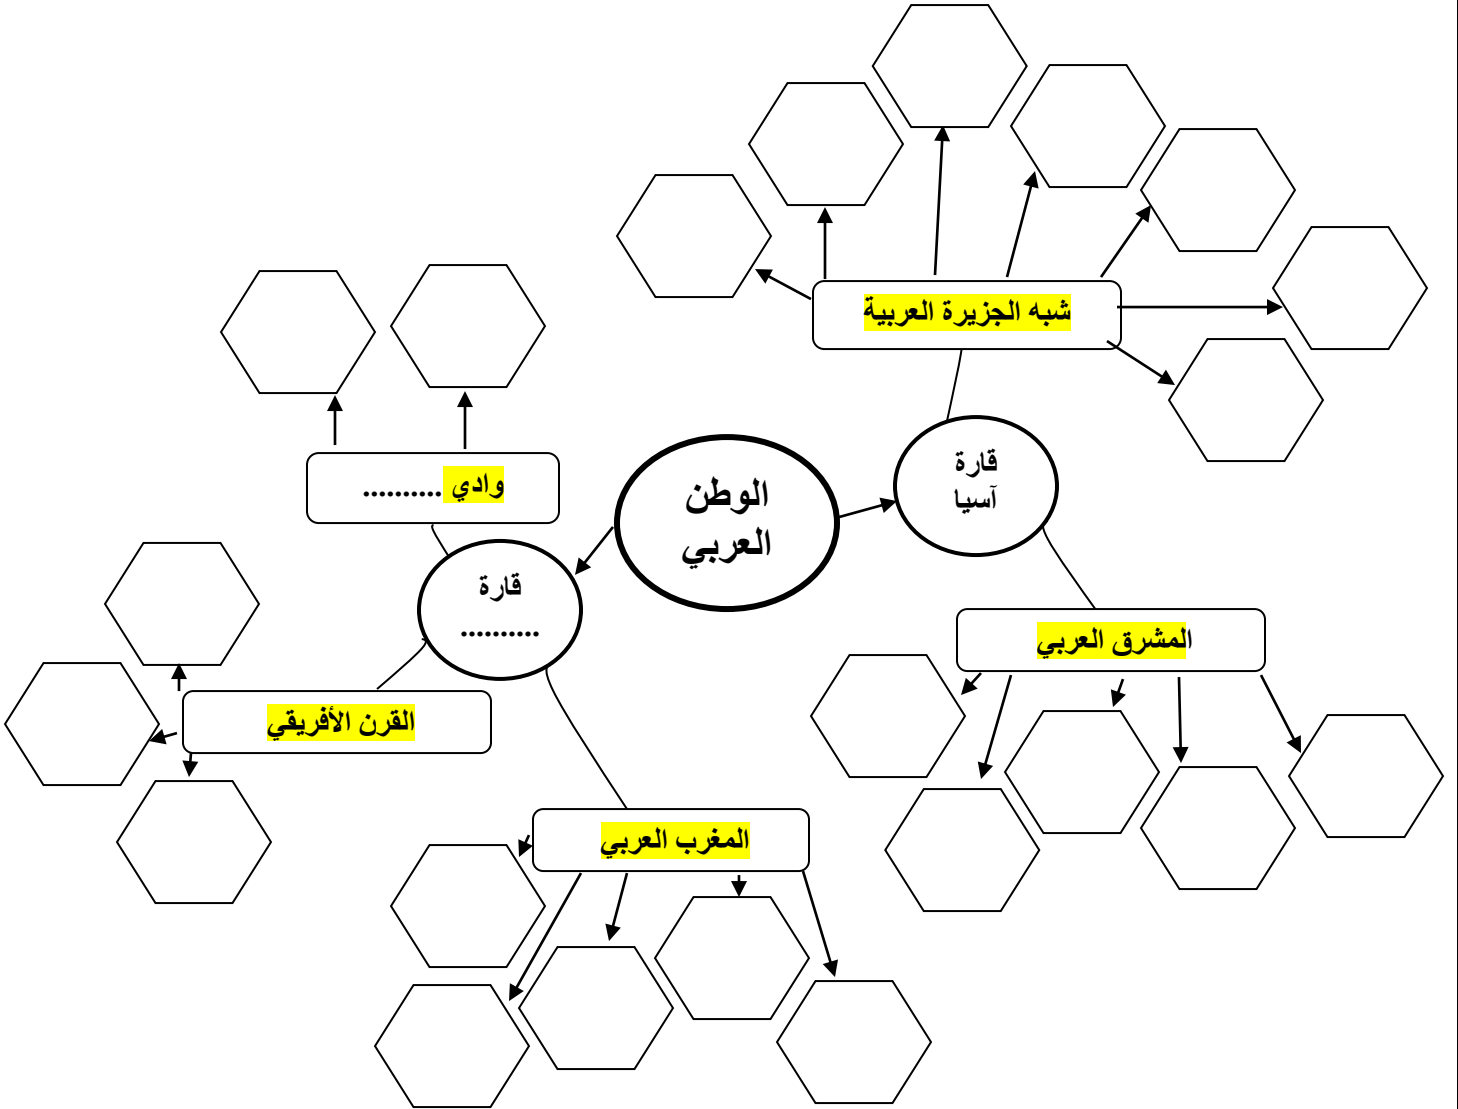 شبه الجزيرة العربية
قارة
آسيا
الوطن
العربي
وادي ..........
قارة
..........
المشرق العربي
القرن الأفريقي
المغرب العربي